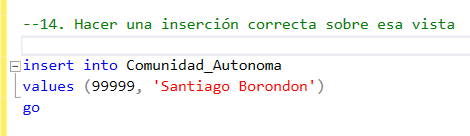 --14. Hacer una inserción correcta sobre esa vista
insert into Comunidad_Autonoma
values (99999, 'Santiago Borondon')
go